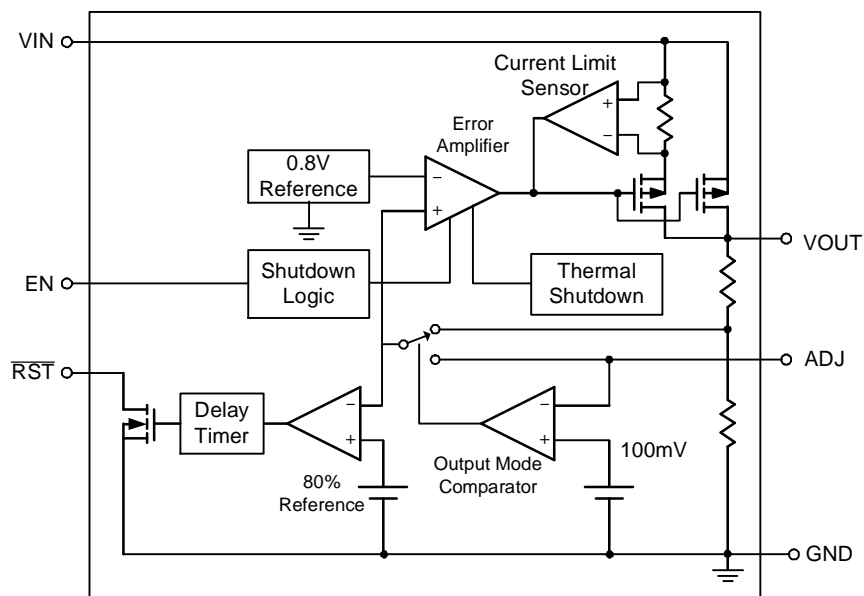 VIN
Current Limit
Sensor
+
−
Error
Amplifier
0.8V
Reference
−
+
VOUT
EN
Shutdown
Logic
Thermal
Shutdown
ADJ
RST
Delay
Timer
−
+
−
+
100mV
80%
Reference
Output Mode
Comparator
GND